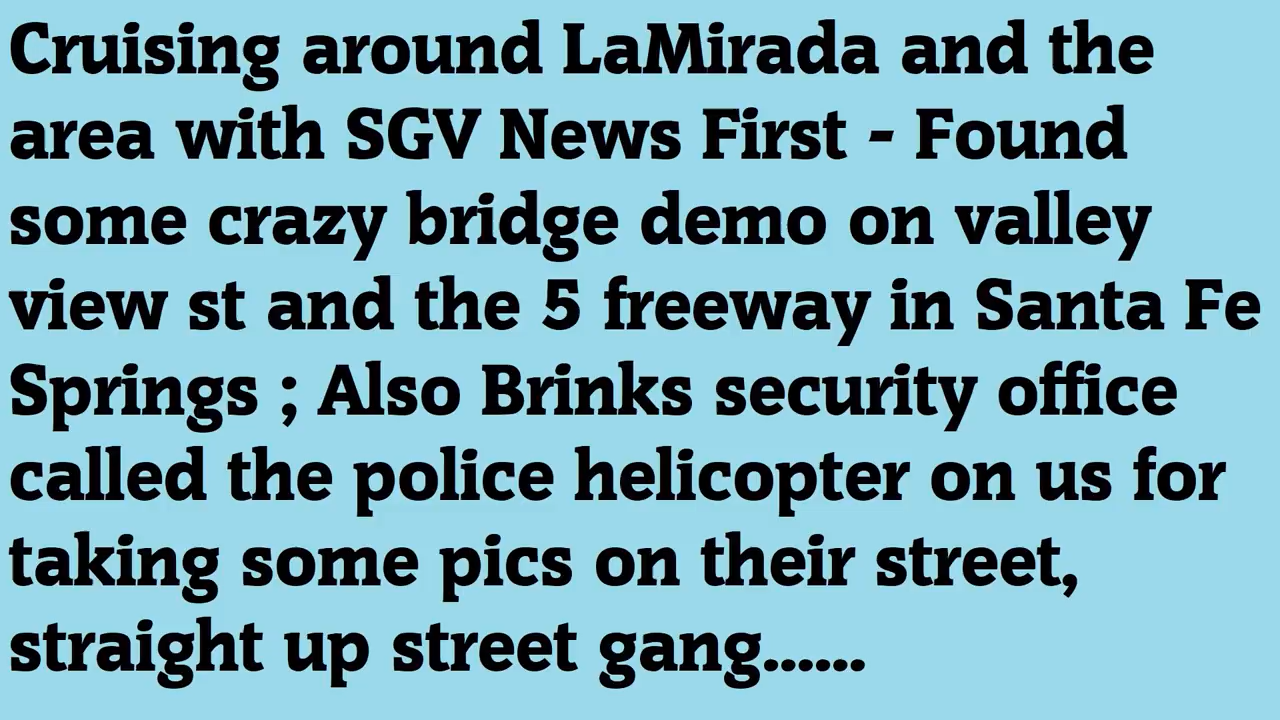 Cruising around LaMirada and the
area with SGV News First - Found
some crazy bridge demo on valley
view st and the 5 freeway in Santa Fe
Springs ; Also Brinks security office
called the police helicopter on us for
taking some pics on their street,
straight up street gang......